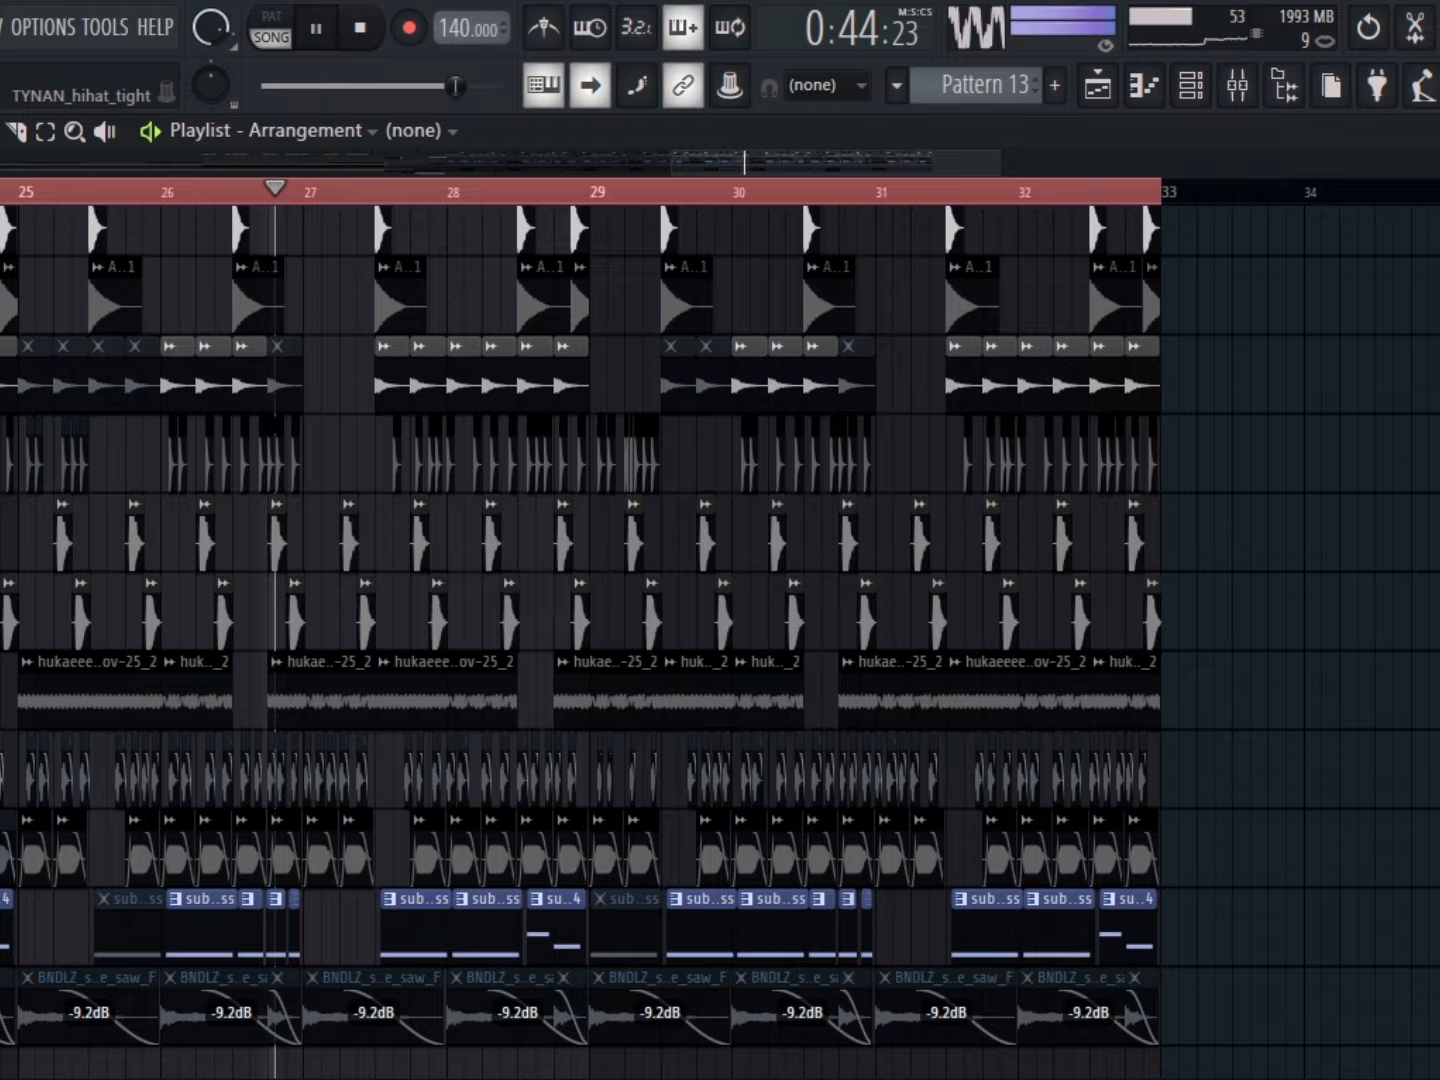 OPTIONS TOOLS HELP
PAT
SONG
140.000
3.2.
0:44:23
M:S:CS
53
1993 MB
9
TYNAN_hihat_tight
(none)
Pattern 13
+
Playlist - Arrangement (none)
25 26 27 28 29 30 31 32 33 34
A..1 A..1 A..1 A..1 A..1 A..1 A..1 A..1
hukaeee..ov-25_2 huk.._2 hukae..-25_2 hukaeeee..ov-25_2 hukae..-25_2 huk.._2 huk.._2 hukae..-25_2 hukaeeee..ov-25_2 huk.._2
4 sub..ss sub..ss sub..ss sub..ss su..4 sub..ss sub..ss sub..ss sub..ss sub..ss su..4
BNDLZ_s..e_saw_F BNDLZ_s..e_sa BNDLZ_s..e_saw_F BNDLZ_s..e_sa BNDLZ_s..e_saw_F BNDLZ_s..e_sa BNDLZ_s..e_saw_F BNDLZ_s..e_sa
-9.2dB -9.2dB -9.2dB -9.2dB -9.2dB -9.2dB -9.2dB -9.2dB